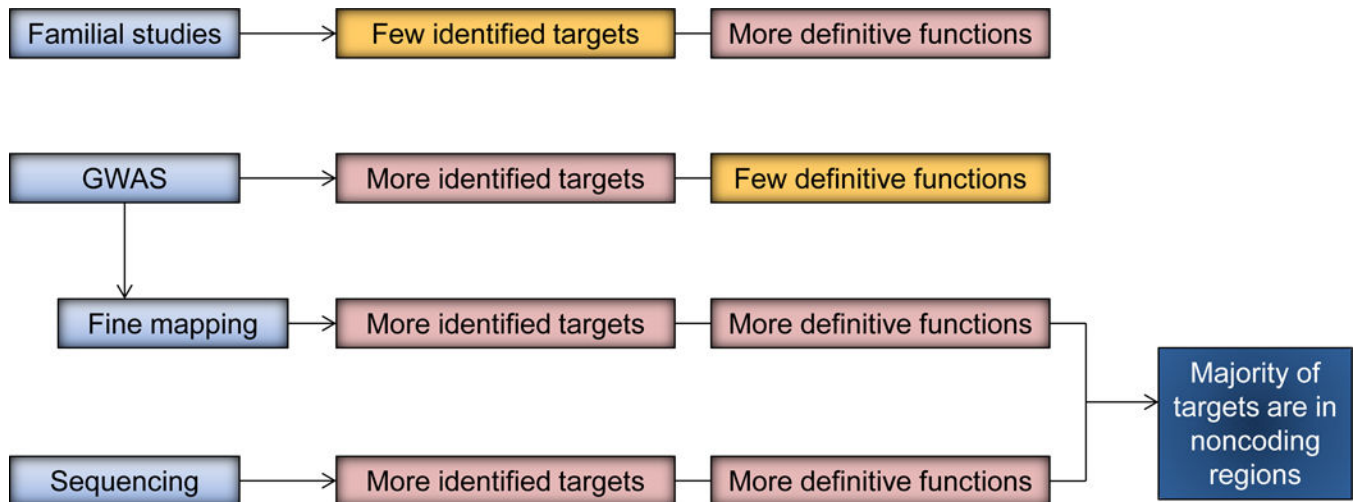 Familial studies
Few identified targets
More definitive functions
GWAS
More identified targets
Few definitive functions
Fine mapping
More identified targets
More definitive functions
Majority of
targets are in
noncoding
regions
Sequencing
More identified targets
More definitive functions